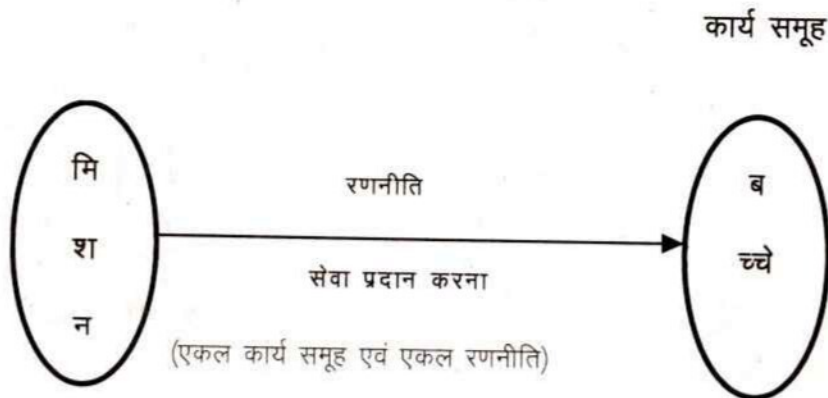 कार्य समूह
मि
श
न
रणनीति
सेवा प्रदान करना
(एकल कार्य समूह एवं एकल रणनीति)
ब
च्चे